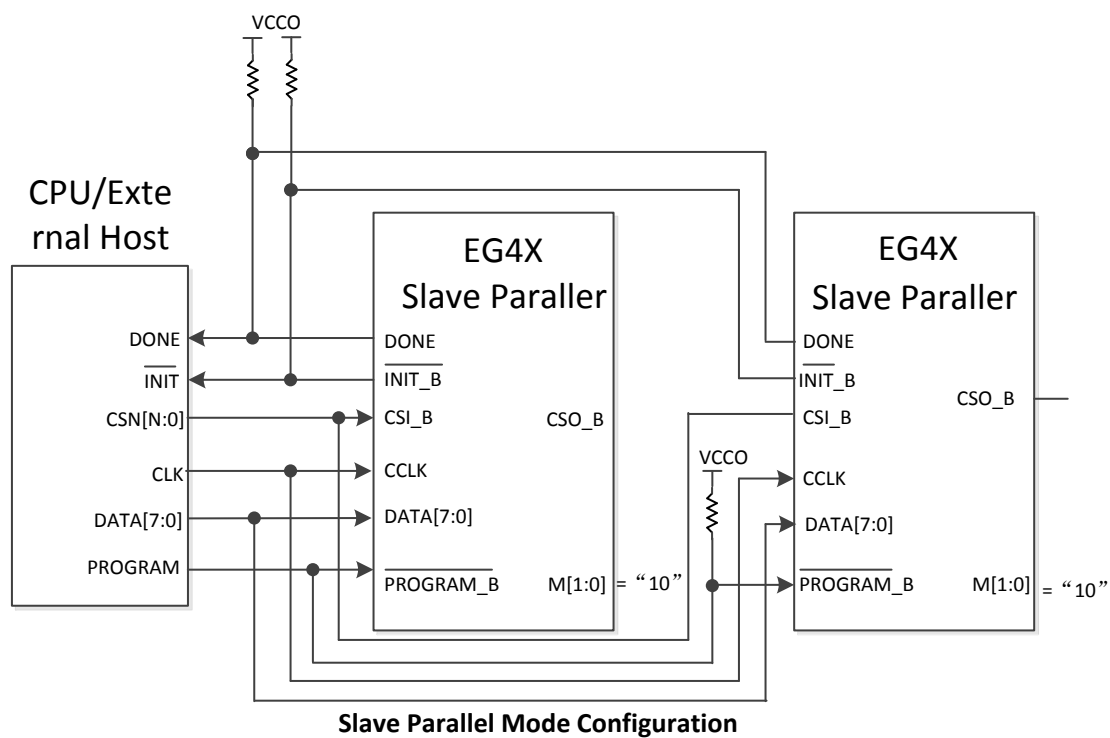 VCCO
CPU/Exte
rnal Host
DONE
INIT
CSN[N:0]
CLK
DATA[7:0]
PROGRAM
EG4X
Slave Paraller
DONE
INIT_B
CSI_B
CSO_B
CCLK
DATA[7:0]
PROGRAM_B
M[1:0] = “10”
VCCO
EG4X
Slave Paraller
DONE
INIT_B
CSI_B
CSO_B
CCLK
DATA[7:0]
PROGRAM_B
M[1:0] = “10”
Slave Parallel Mode Configuration